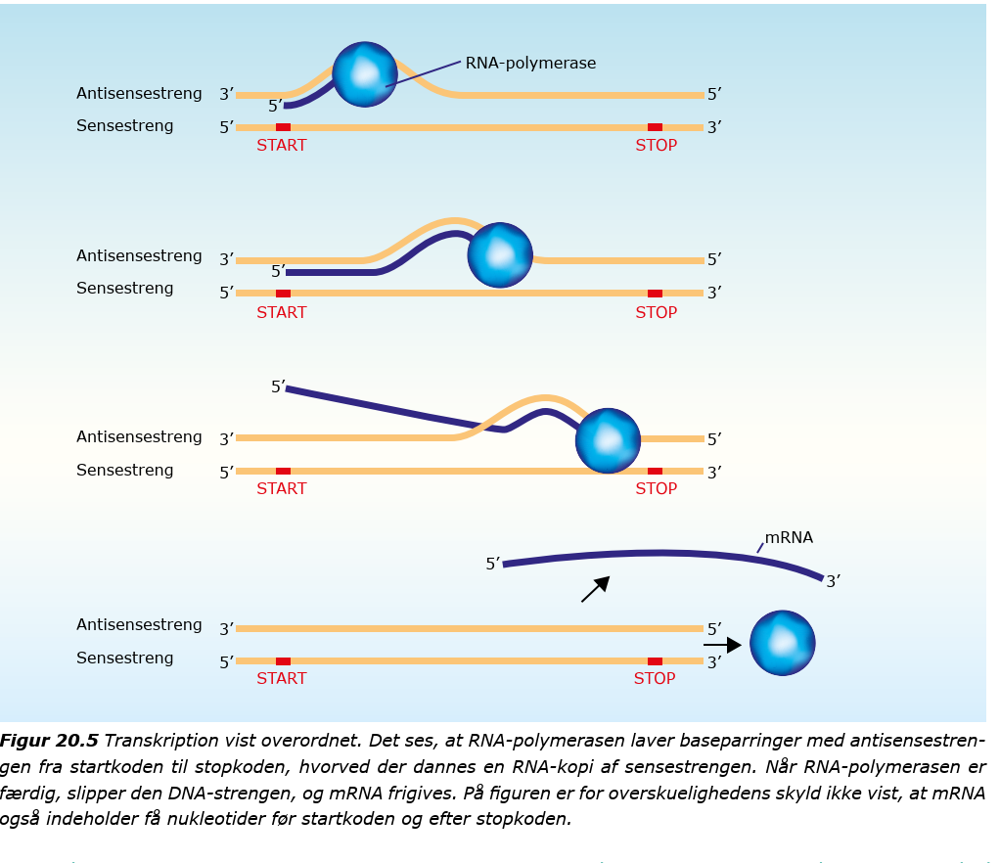 RNA-polymerase
Antisensestreng 3’ 5’
5’
Sensestreng 5’ 3’
START STOP
Antisensestreng 3’ 5’
5’
Sensestreng 5’ 3’
START STOP
5’
Antisensestreng 3’ 5’
Sensestreng 5’ 3’
START STOP
mRNA
5’ 3’
Antisensestreng 3’ 5’
Sensestreng 5’ 3’
START STOP
Figur 20.5 Transkription vist overordnet. Det ses, at RNA-polymerasen laver baseparringer med antisensestren-
gen fra startkoden til stopkoden, hvorved der dannes en RNA-kopi af sensestrengen. Når RNA-polymerasen er
færdig, slipper den DNA-strengen, og mRNA frigives. På figuren er for overskuelighedens skyld ikke vist, at mRNA
også indeholder få nukleotider før startkoden og efter stopkoden.